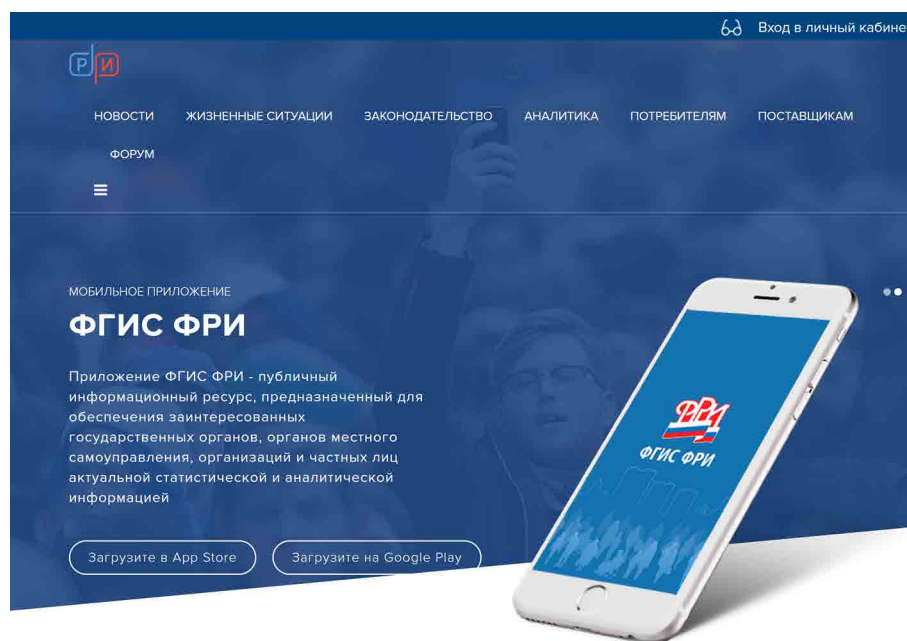 Вход в личный кабине
РИ
НОВОСТИ ЖИЗНЕННЫЕ СИТУАЦИИ ЗАКОНОДАТЕЛЬСТВО АНАЛИТИКА ПОТРЕБИТЕЛЯМ ПОСТАВЩИКАМ
ФОРУМ
МОБИЛЬНОЕ ПРИЛОЖЕНИЕ
ФГИС ФРИ
Приложение ФГИС ФРИ - публичный
информационный ресурс, предназначенный для
обеспечения заинтересованных
государственных органов, органов местного
самоуправления, организаций и частных лиц
актуальной статистической и аналитической
информацией
Загрузите в App Store Загрузите на Google Play
ФРИ
ФГИС ФРИ